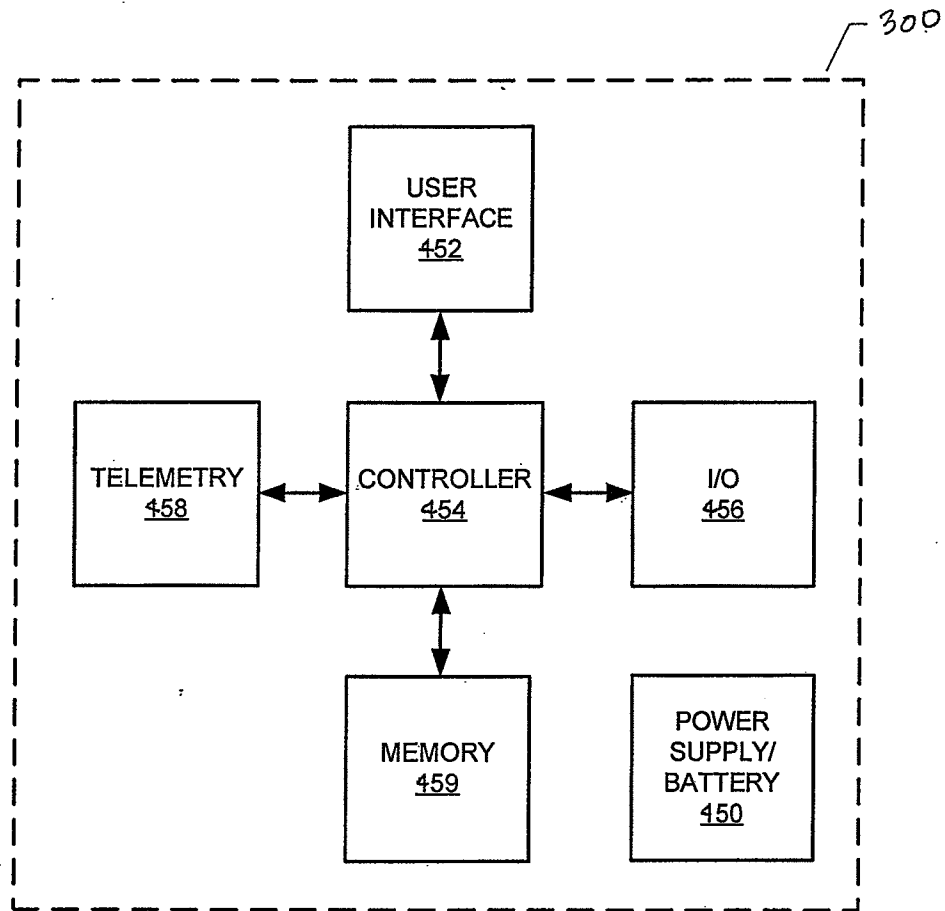 300
USER
INTERFACE
452
TELEMETRY
458
CONTROLLER
454
I/O
456
MEMORY
459
POWER
SUPPLY/
BATTERY
450